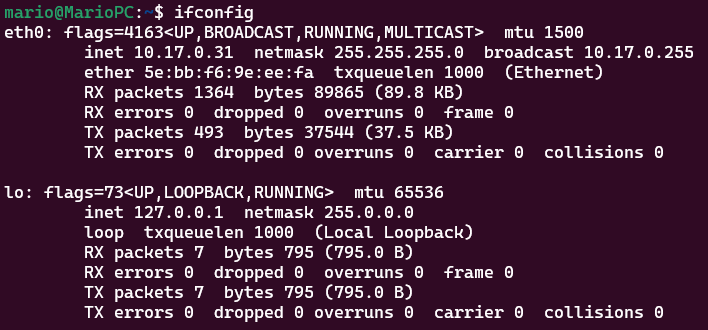 mario@MarioPC:~$ ifconfig
eth0: flags=4163<UP,BROADCAST,RUNNING,MULTICAST>  mtu 1500
        inet 10.17.0.31  netmask 255.255.255.0  broadcast 10.17.0.255
        ether 5e:bb:f6:9e:ee:fa  txqueuelen 1000  (Ethernet)
        RX packets 1364  bytes 89865 (89.8 KB)
        RX errors 0  dropped 0  overruns 0  frame 0
        TX packets 493  bytes 37544 (37.5 KB)
        TX errors 0  dropped 0 overruns 0  carrier 0  collisions 0

lo: flags=73<UP,LOOPBACK,RUNNING>  mtu 65536
        inet 127.0.0.1  netmask 255.0.0.0
        loop  txqueuelen 1000  (Local Loopback)
        RX packets 7  bytes 795 (795.0 B)
        RX errors 0  dropped 0  overruns 0  frame 0
        TX packets 7  bytes 795 (795.0 B)
        TX errors 0  dropped 0 overruns 0  carrier 0  collisions 0